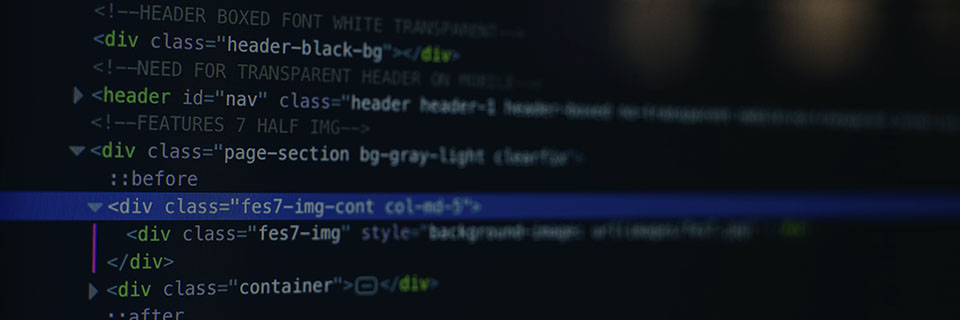 <!--HEADER BOXED FONT WHITE TRANSPARENT-->
<div class="header-black-bg"></div>
<!--NEED FOR TRANSPARENT HEADER ON MOBILE-->
<header id="nav" class="header header-1 header-boxed
<!--FEATURES 7 HALF IMG-->
<div class="page-section bg-gray-light clearfix">
::before
<div class="fes7-img-cont col-md-5">
<div class="fes7-img" style="background-image:
</div>
<div class="container"></div>
::after